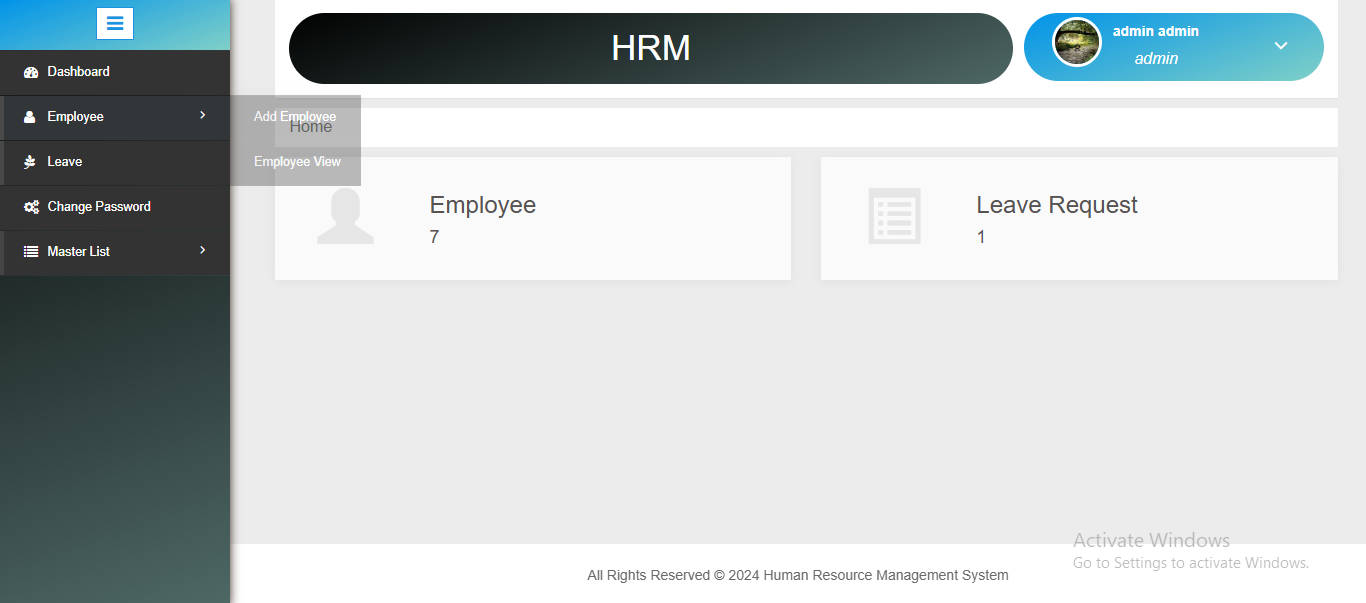 HRM
admin admin
admin
Dashboard
Employee
Add Employee
Home
Leave
Employee View
Change Password
Master List
Employee
7
Leave Request
1
Activate Windows
Go to Settings to activate Windows.
All Rights Reserved © 2024 Human Resource Management System